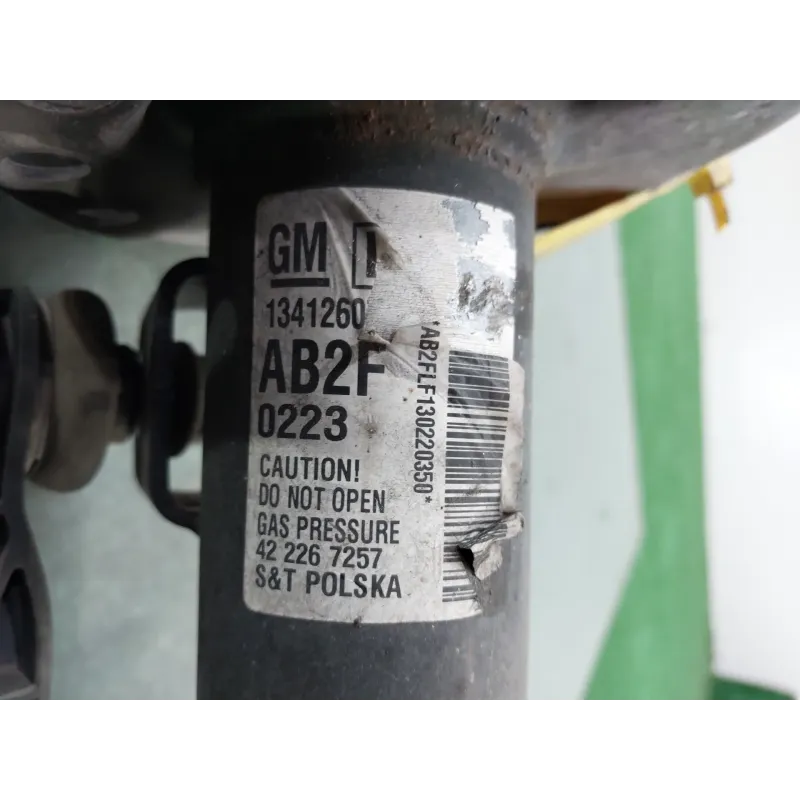 GM
1341260
AB2F
0223
CAUTION!
DO NOT OPEN
GAS PRESSURE
42 226 7257
S&T POLSKA
*AB2FLF130220350*